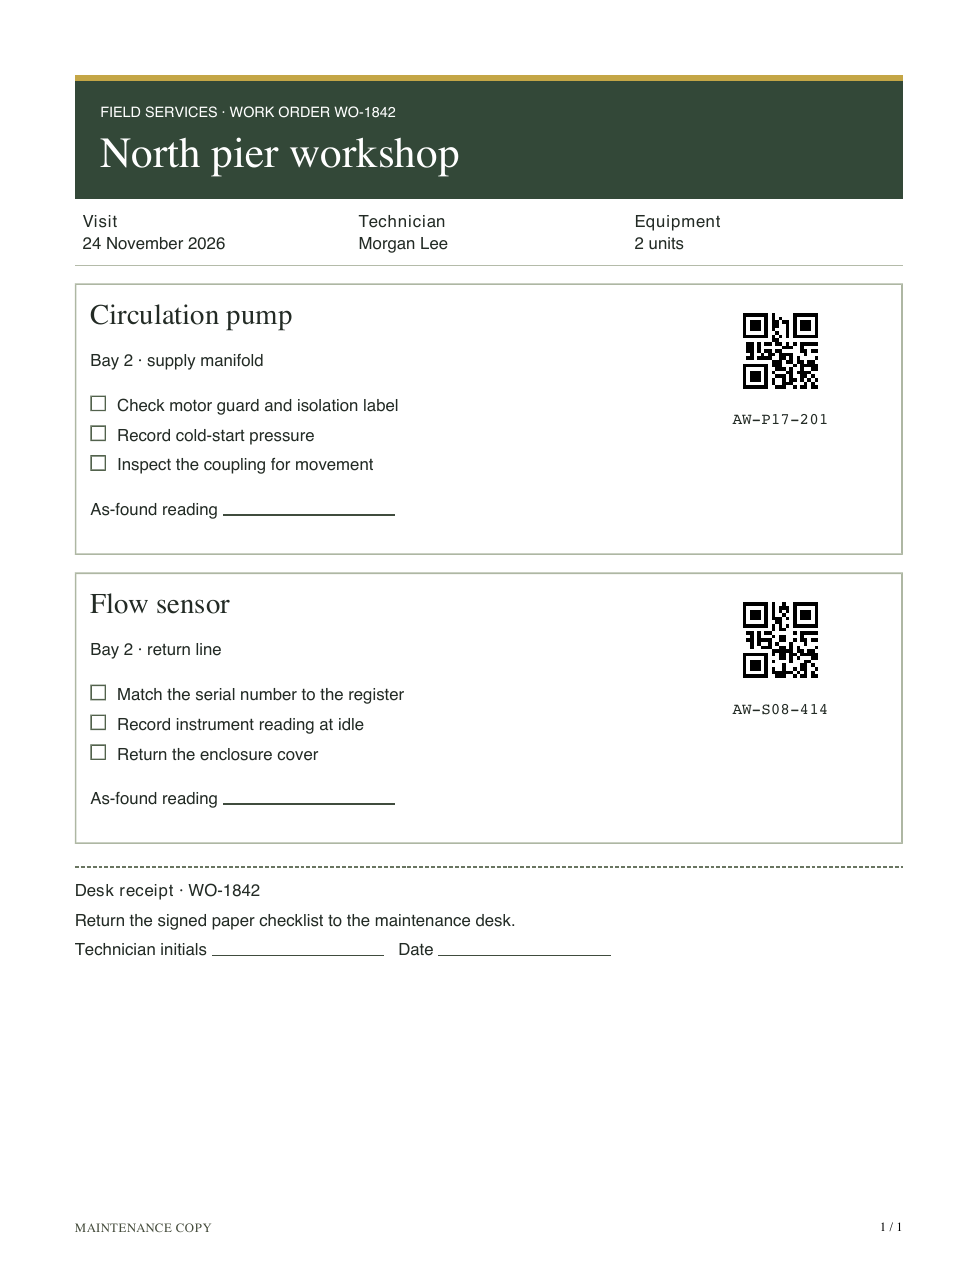 FIELD SERVICES · WORK ORDER WO-1842
North pier workshop
Visit
24 November 2026
Technician
Morgan Lee
Equipment
2 units
Circulation pump
Bay 2 · supply manifold
Check motor guard and isolation label
Record cold-start pressure
Inspect the coupling for movement
As-found reading
AW-P17-201
Flow sensor
Bay 2 · return line
Match the serial number to the register
Record instrument reading at idle
Return the enclosure cover
As-found reading
AW-S08-414
Desk receipt · WO-1842
Return the signed paper checklist to the maintenance desk.
Technician initials Date
MAINTENANCE COPY
1 / 1